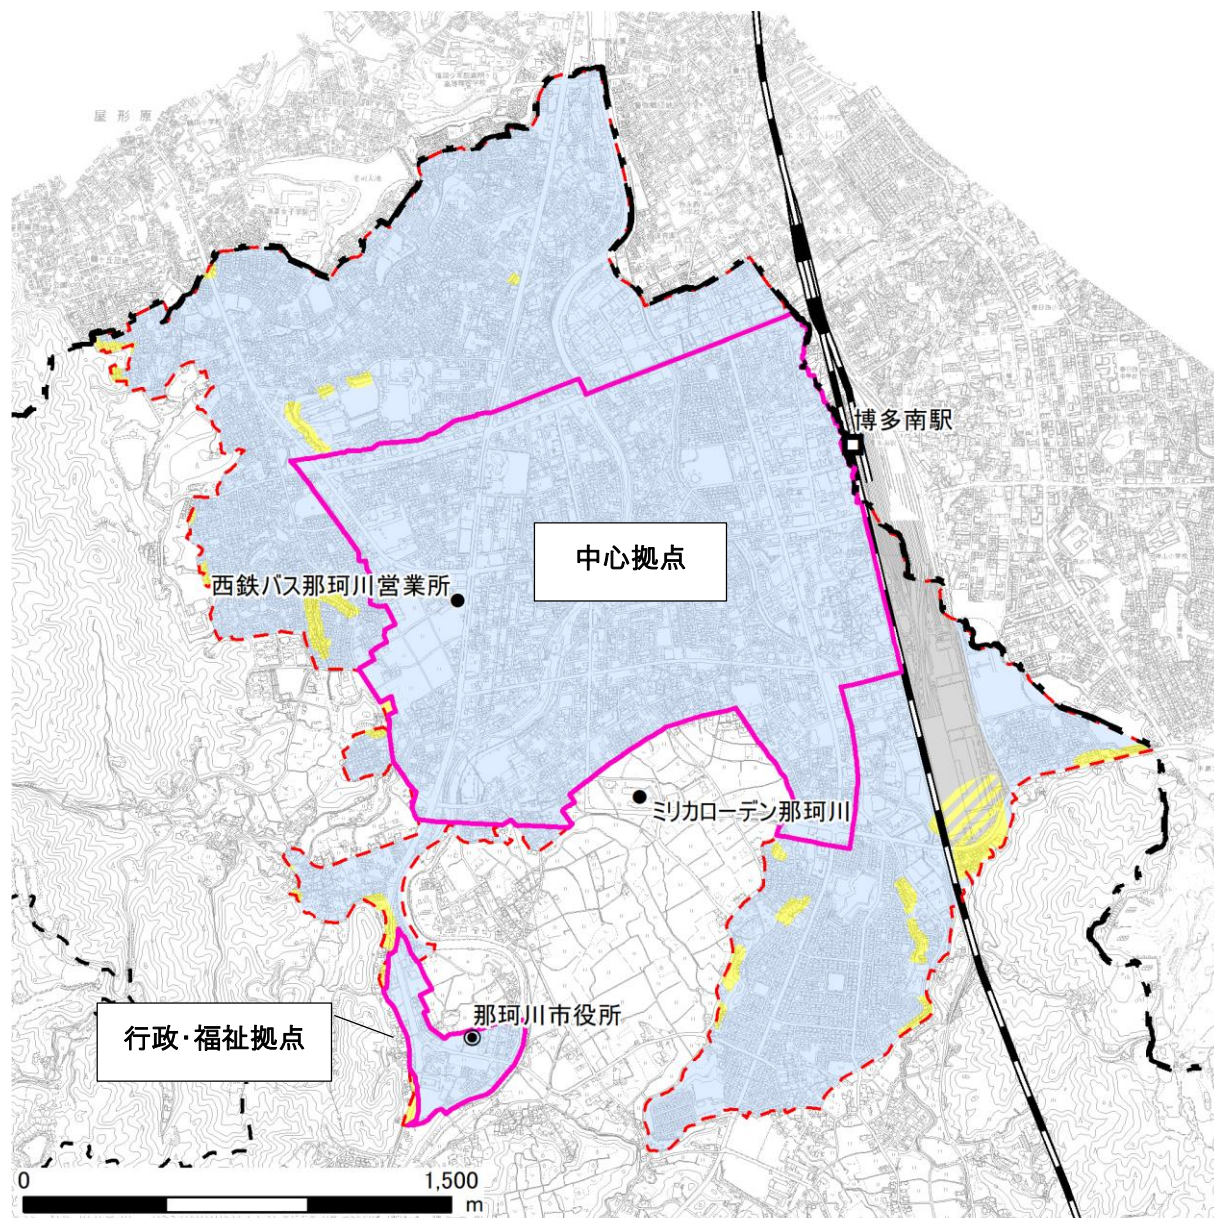 屋形原
博多南駅
中心拠点
西鉄バス那珂川営業所
ミリカローデン那珂川
那珂川市役所
行政・福祉拠点
0 1,500
m